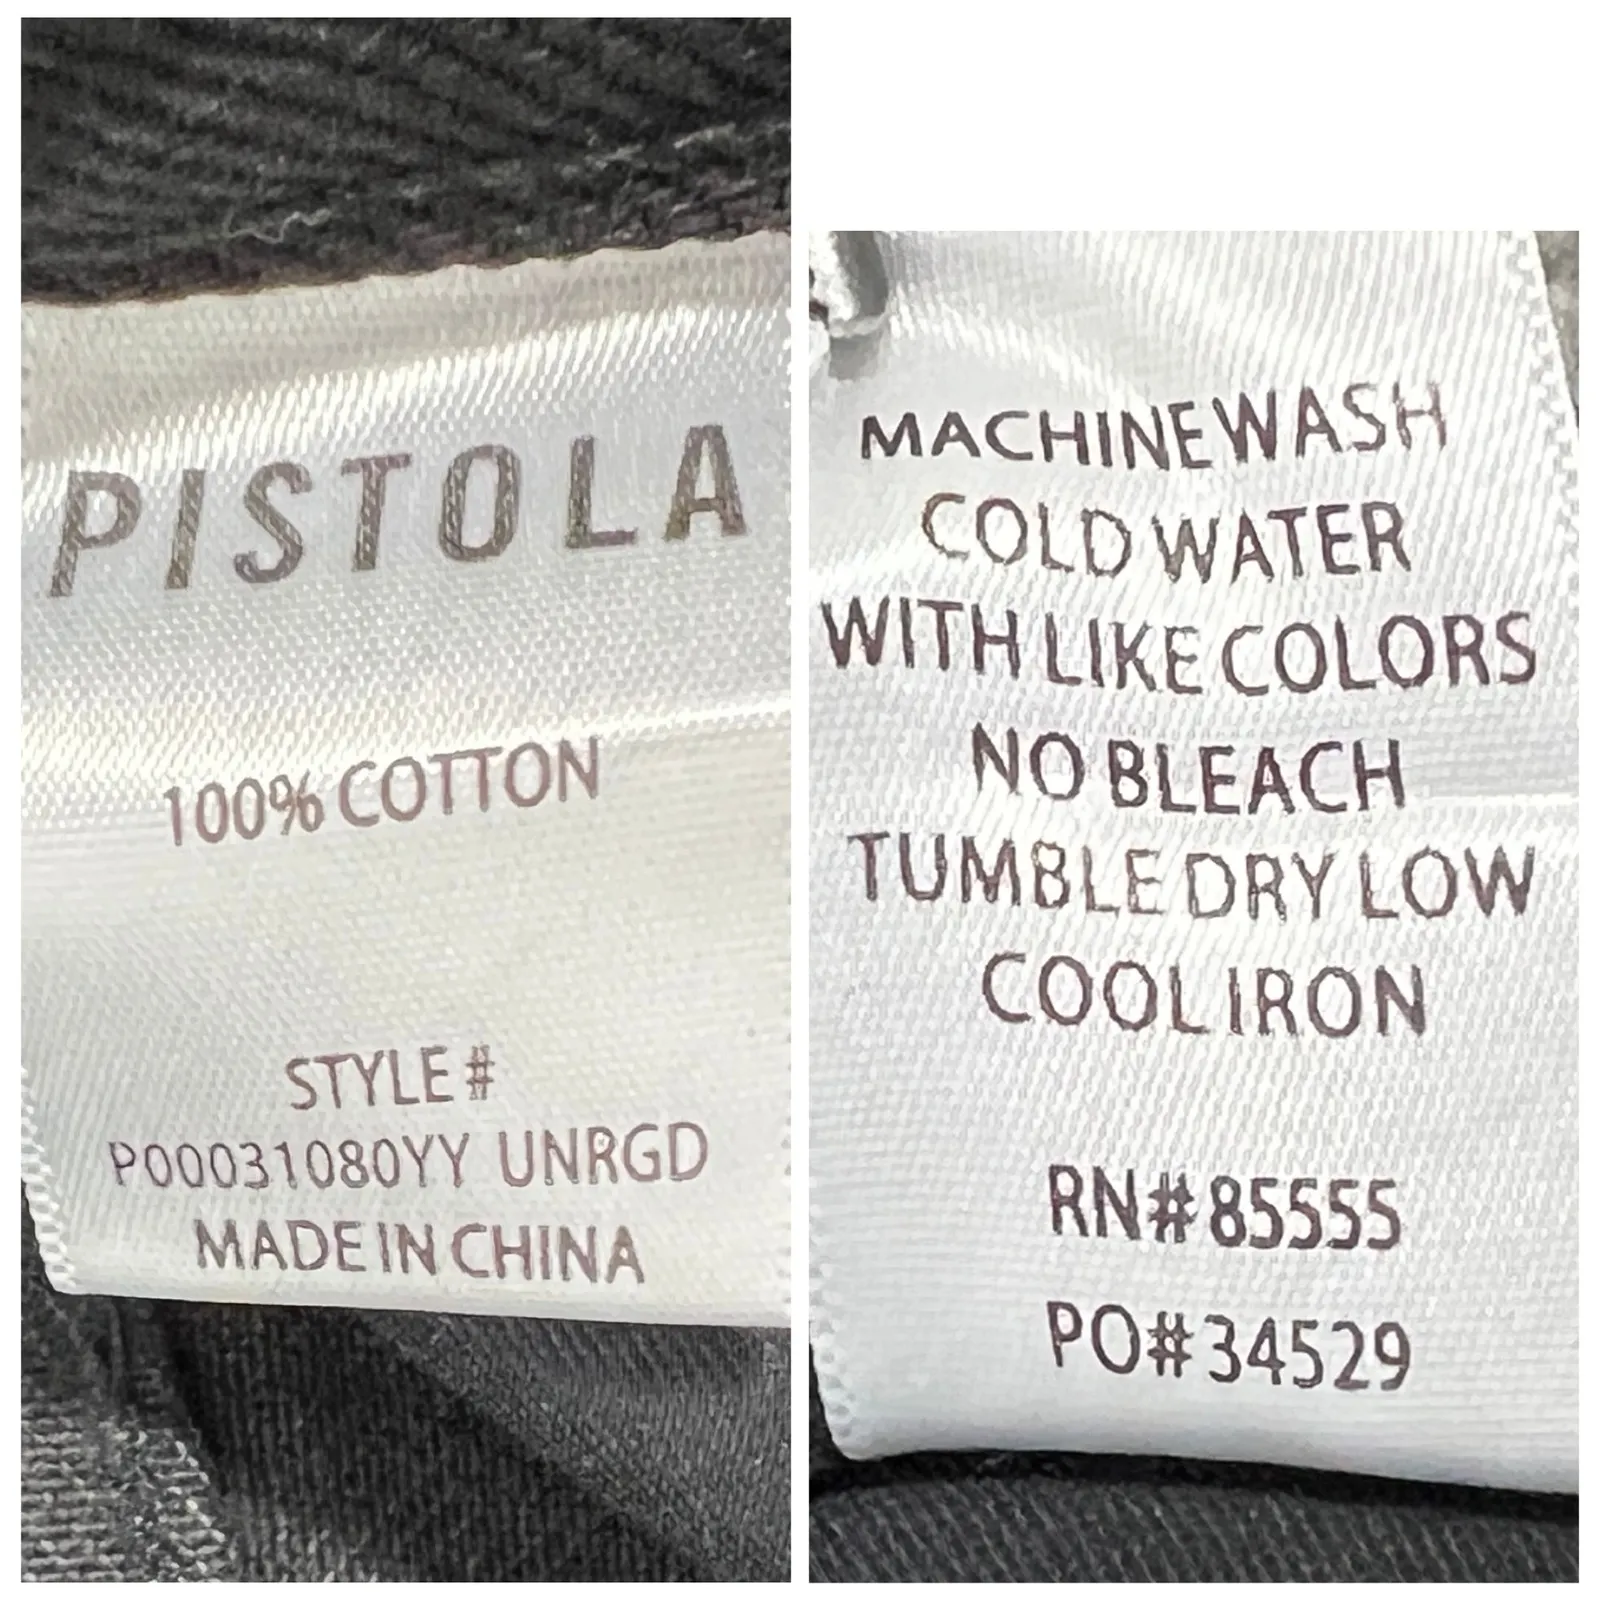 PISTOLA
100% COTTON
STYLE #
P00031080YY UNRGD
MADE IN CHINA
MACHINE WASH
COLD WATER
WITH LIKE COLORS
NO BLEACH
TUMBLE DRY LOW
COOL IRON
RN# 85555
PO# 34529